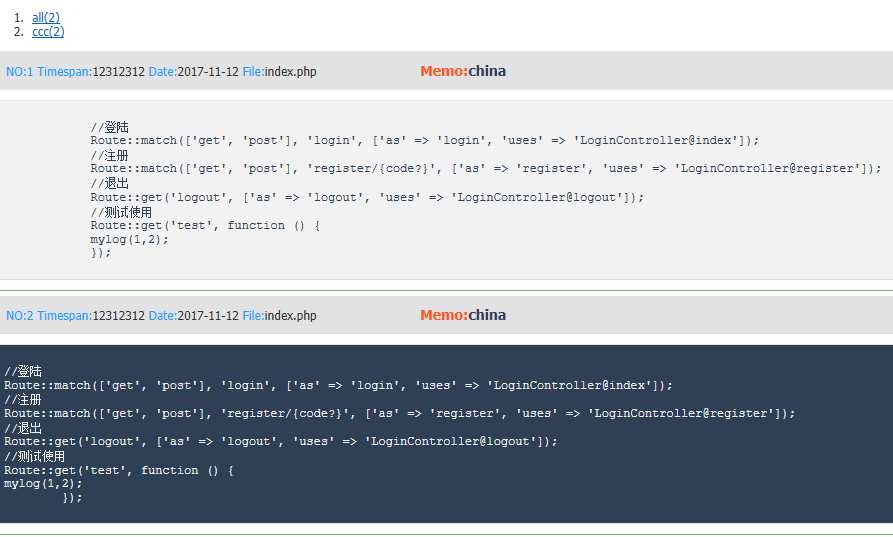 1. all(2)
2. ccc(2)
NO:1 Timespan:12312312 Date:2017-11-12 File:index.php Memo:china
//登陆
Route::match(['get', 'post'], 'login', ['as' => 'login', 'uses' => 'LoginController@index']);
//注册
Route::match(['get', 'post'], 'register/{code?}', ['as' => 'register', 'uses' => 'LoginController@register']);
//退出
Route::get('logout', ['as' => 'logout', 'uses' => 'LoginController@logout']);
//测试使用
Route::get('test', function () {
mylog(1,2);
});
NO:2 Timespan:12312312 Date:2017-11-12 File:index.php Memo:china
//登陆
Route::match(['get', 'post'], 'login', ['as' => 'login', 'uses' => 'LoginController@index']);
//注册
Route::match(['get', 'post'], 'register/{code?}', ['as' => 'register', 'uses' => 'LoginController@register']);
//退出
Route::get('logout', ['as' => 'logout', 'uses' => 'LoginController@logout']);
//测试使用
Route::get('test', function () {
mylog(1,2);
});